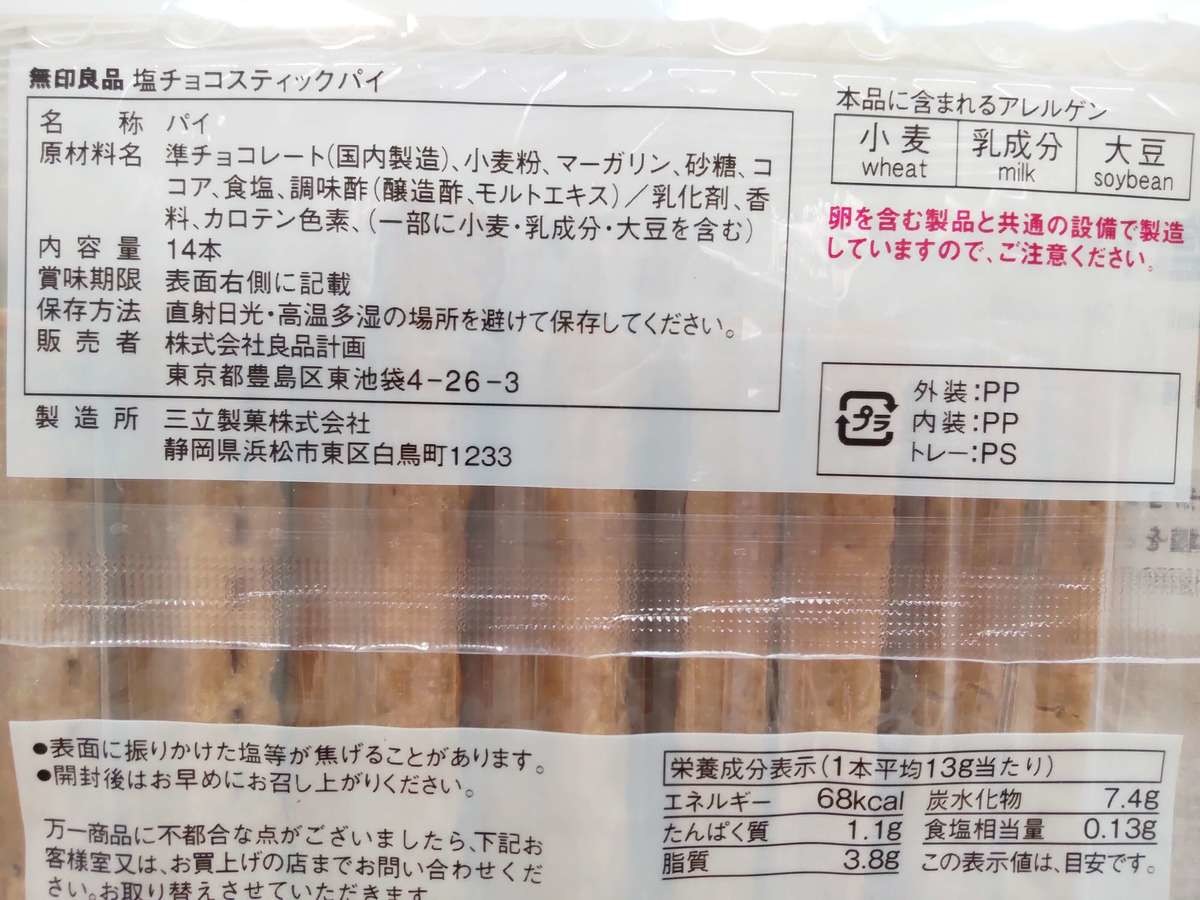 無印良品 塩チョコスティックパイ
名称 パイ
原材料名 準チョコレート(国内製造)、小麦粉、マーガリン、砂糖、コ
コア、食塩、調味酢(醸造酢、モルトエキス)/乳化剤、香
料、カロテン色素、(一部に小麦・乳成分・大豆を含む)
内容量 14本
賞味期限 表面右側に記載
保存方法 直射日光・高温多湿の場所を避けて保存してください。
販売者 株式会社良品計画
東京都豊島区東池袋4-26-3
製造所 三立製菓株式会社
静岡県浜松市東区白鳥町1233
本品に含まれるアレルゲン
小麦 乳成分 大豆
wheat milk soybean
卵を含む製品と共通の設備で製造
していますので、ご注意ください。
プラ
外装:PP
内装:PP
トレー:PS
●表面に振りかけた塩等が焦げることがあります。
●開封後はお早めにお召し上がりください。
万一商品に不都合な点がございましたら、下記お
客様室又は、お買上げの店までお問い合わせくだ
さい。お取り替えさせていただきます
栄養成分表示(1本平均13g当たり)
エネルギー 68kcal 炭水化物 7.4g
たんぱく質 1.1g 食塩相当量 0.13g
脂質 3.8g この表示値は、目安です。